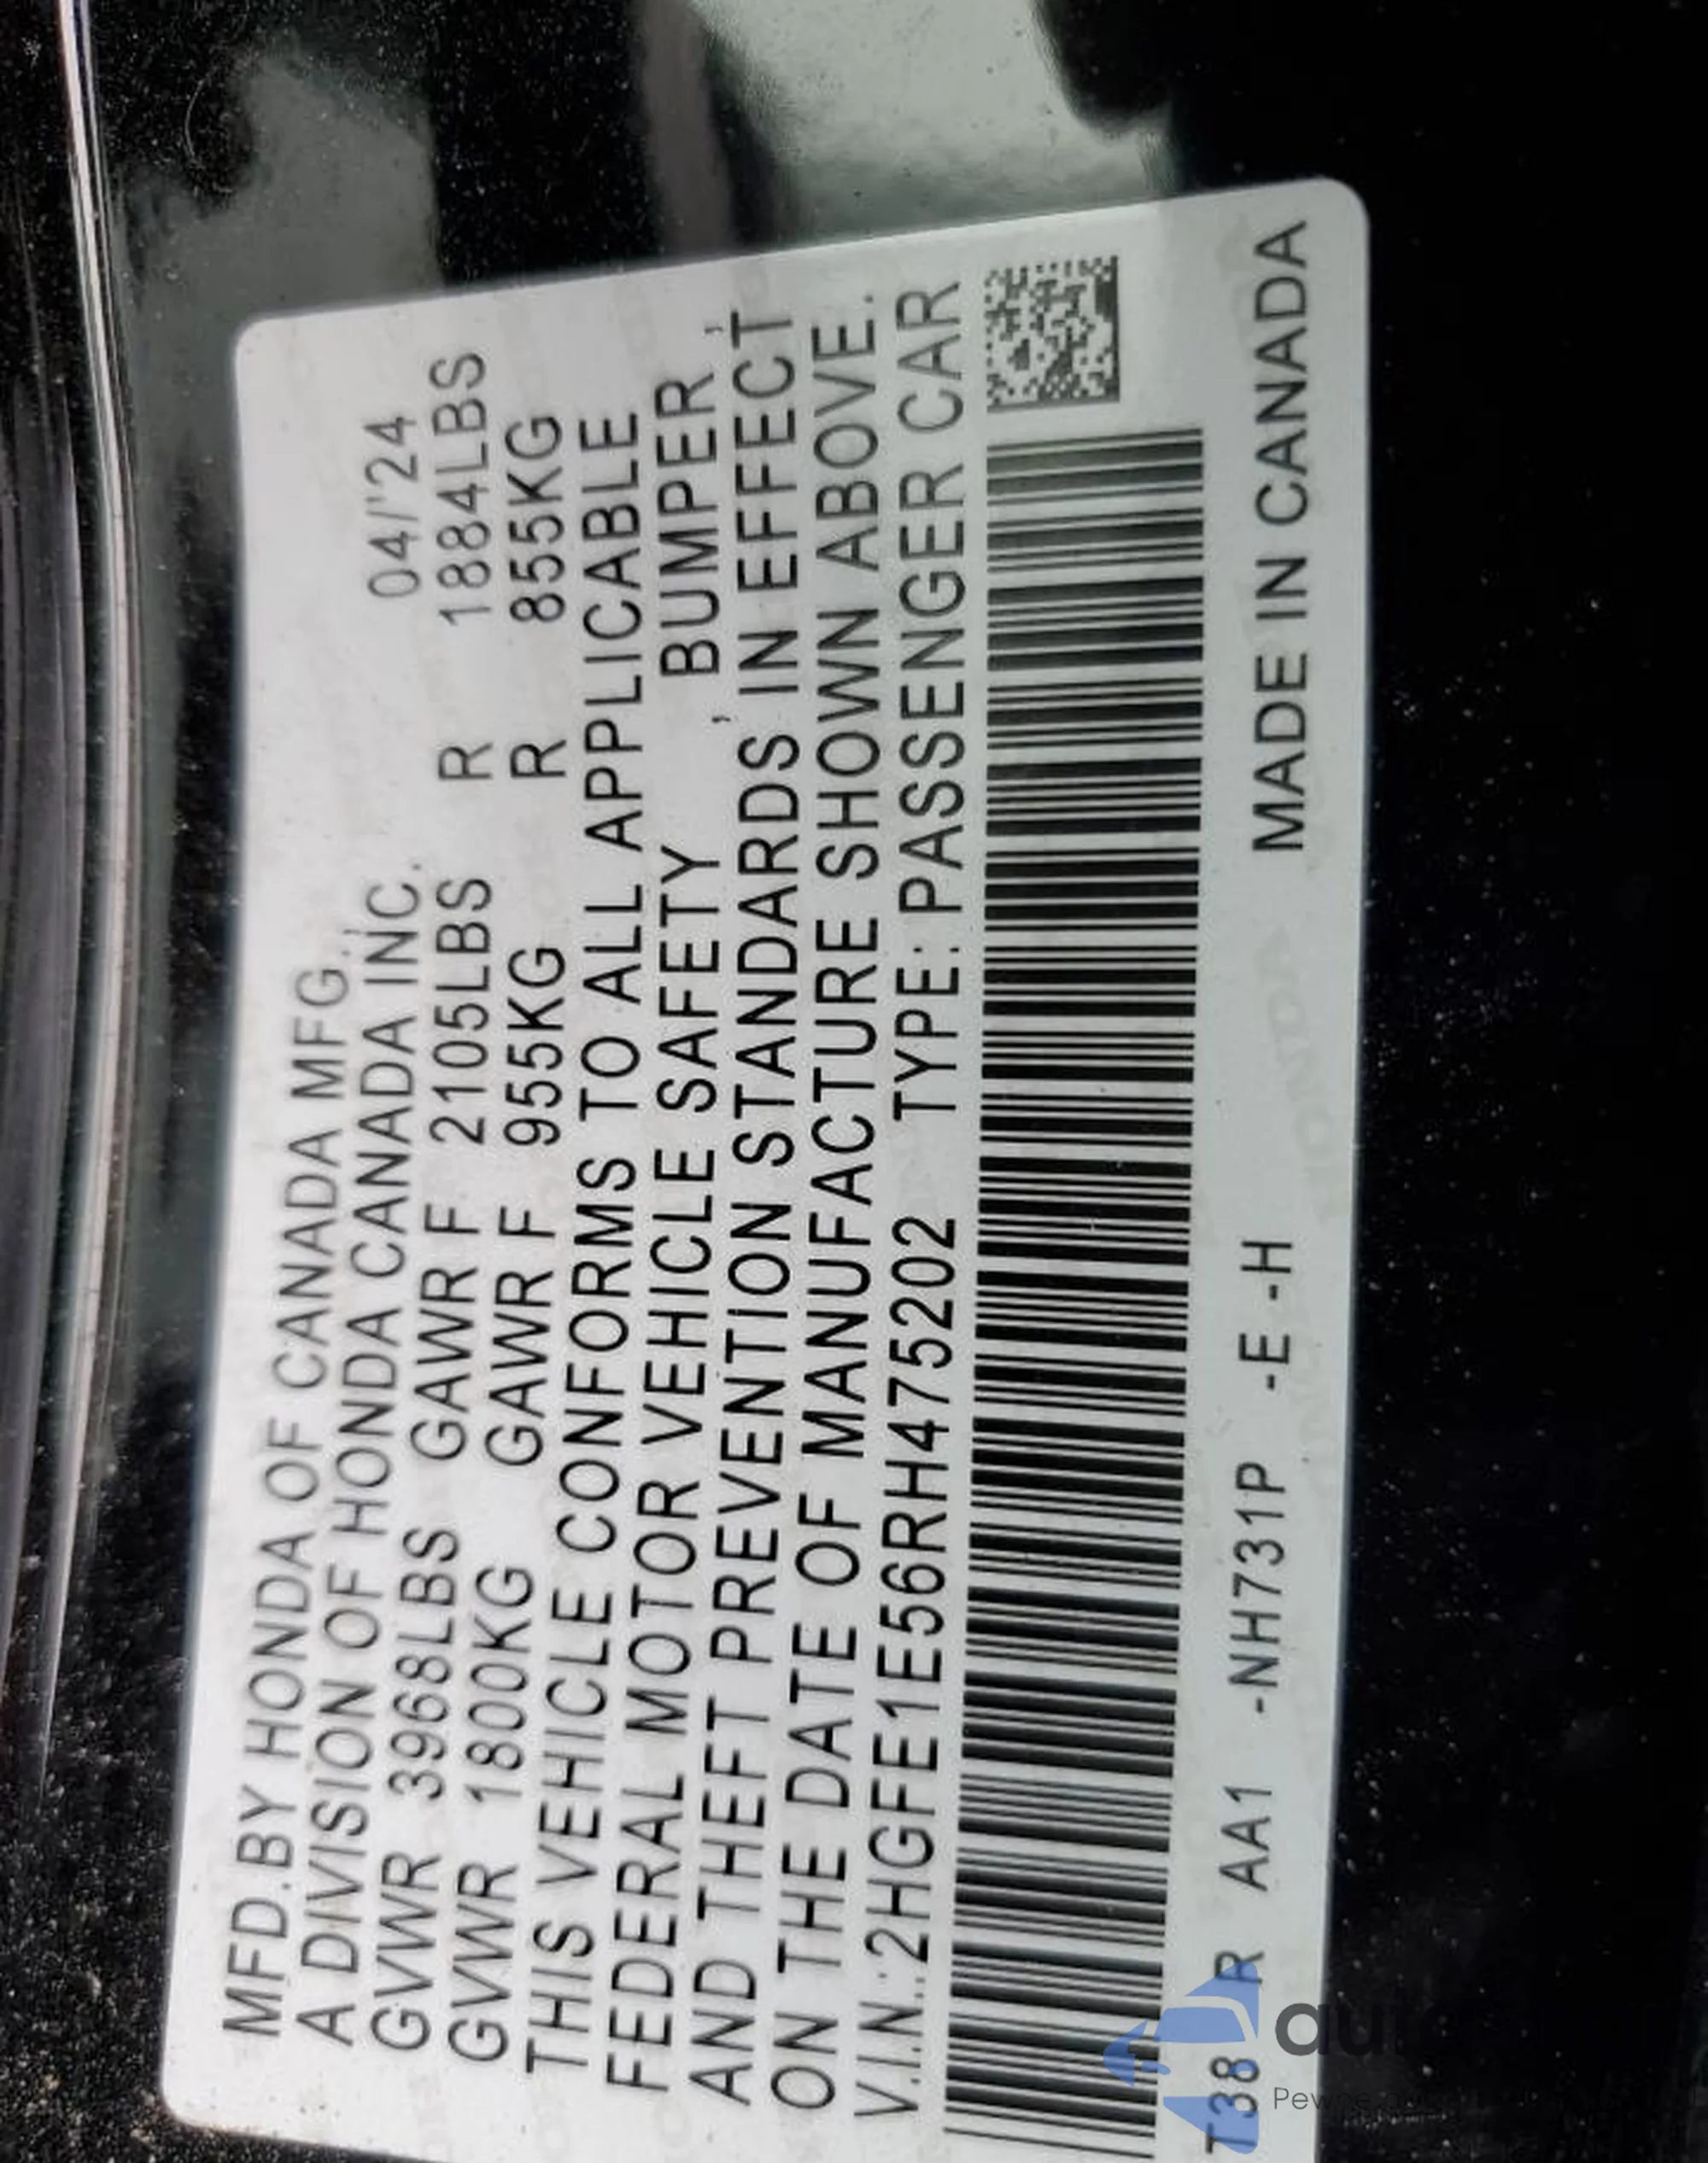 MFD.BY HONDA OF CANADA MFG.,
A DIVISION OF HONDA CANADA INC. 04/'24
GVWR 3968LBS GAWR F 2105LBS R 1884LBS
GVWR 1800KG GAWR F 955KG R 855KG
THIS VEHICLE CONFORMS TO ALL APPLICABLE
FEDERAL MOTOR VEHICLE SAFETY , BUMPER ,
AND THEFT PREVENTION STANDARDS IN EFFECT
ON THE DATE OF MANUFACTURE SHOWN ABOVE.
V.I.N.:2HGFE1E56RH475202 TYPE: PASSENGER CAR
T38 R AA1 -NH731P -E -H MADE IN CANADA